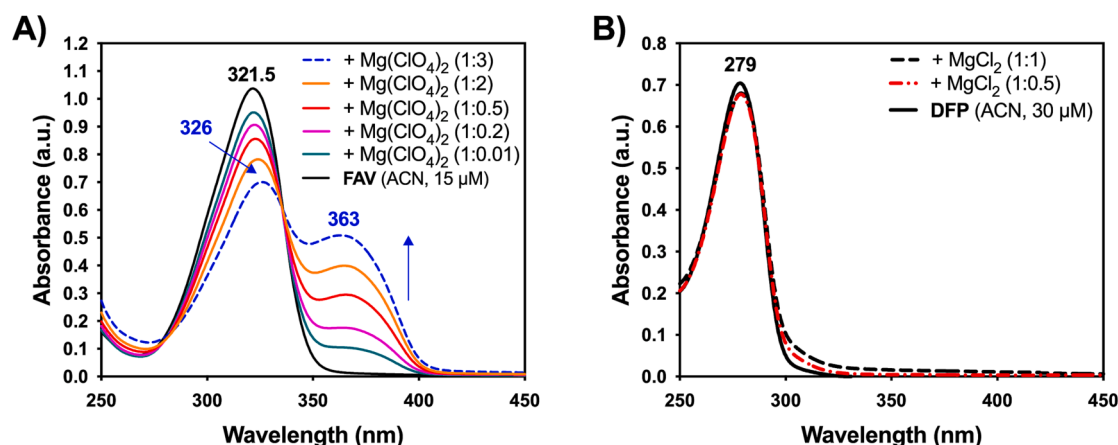 A)
1.2
1.1
1.0
0.9
0.8
0.7
0.6
0.5
0.4
0.3
0.2
0.1
0.0
Absorbance (a.u.)
250 300 350 400 450
Wavelength (nm)
321.5
326
363
+ Mg(ClO4)2 (1:3)
+ Mg(ClO4)2 (1:2)
+ Mg(ClO4)2 (1:0.5)
+ Mg(ClO4)2 (1:0.2)
+ Mg(ClO4)2 (1:0.01)
FAV (ACN, 15 μM)
B)
0.8
0.7
0.6
0.5
0.4
0.3
0.2
0.1
0.0
Absorbance (a.u.)
250 300 350 400 450
Wavelength (nm)
279
+ MgCl2 (1:1)
+ MgCl2 (1:0.5)
DFP (ACN, 30 μM)